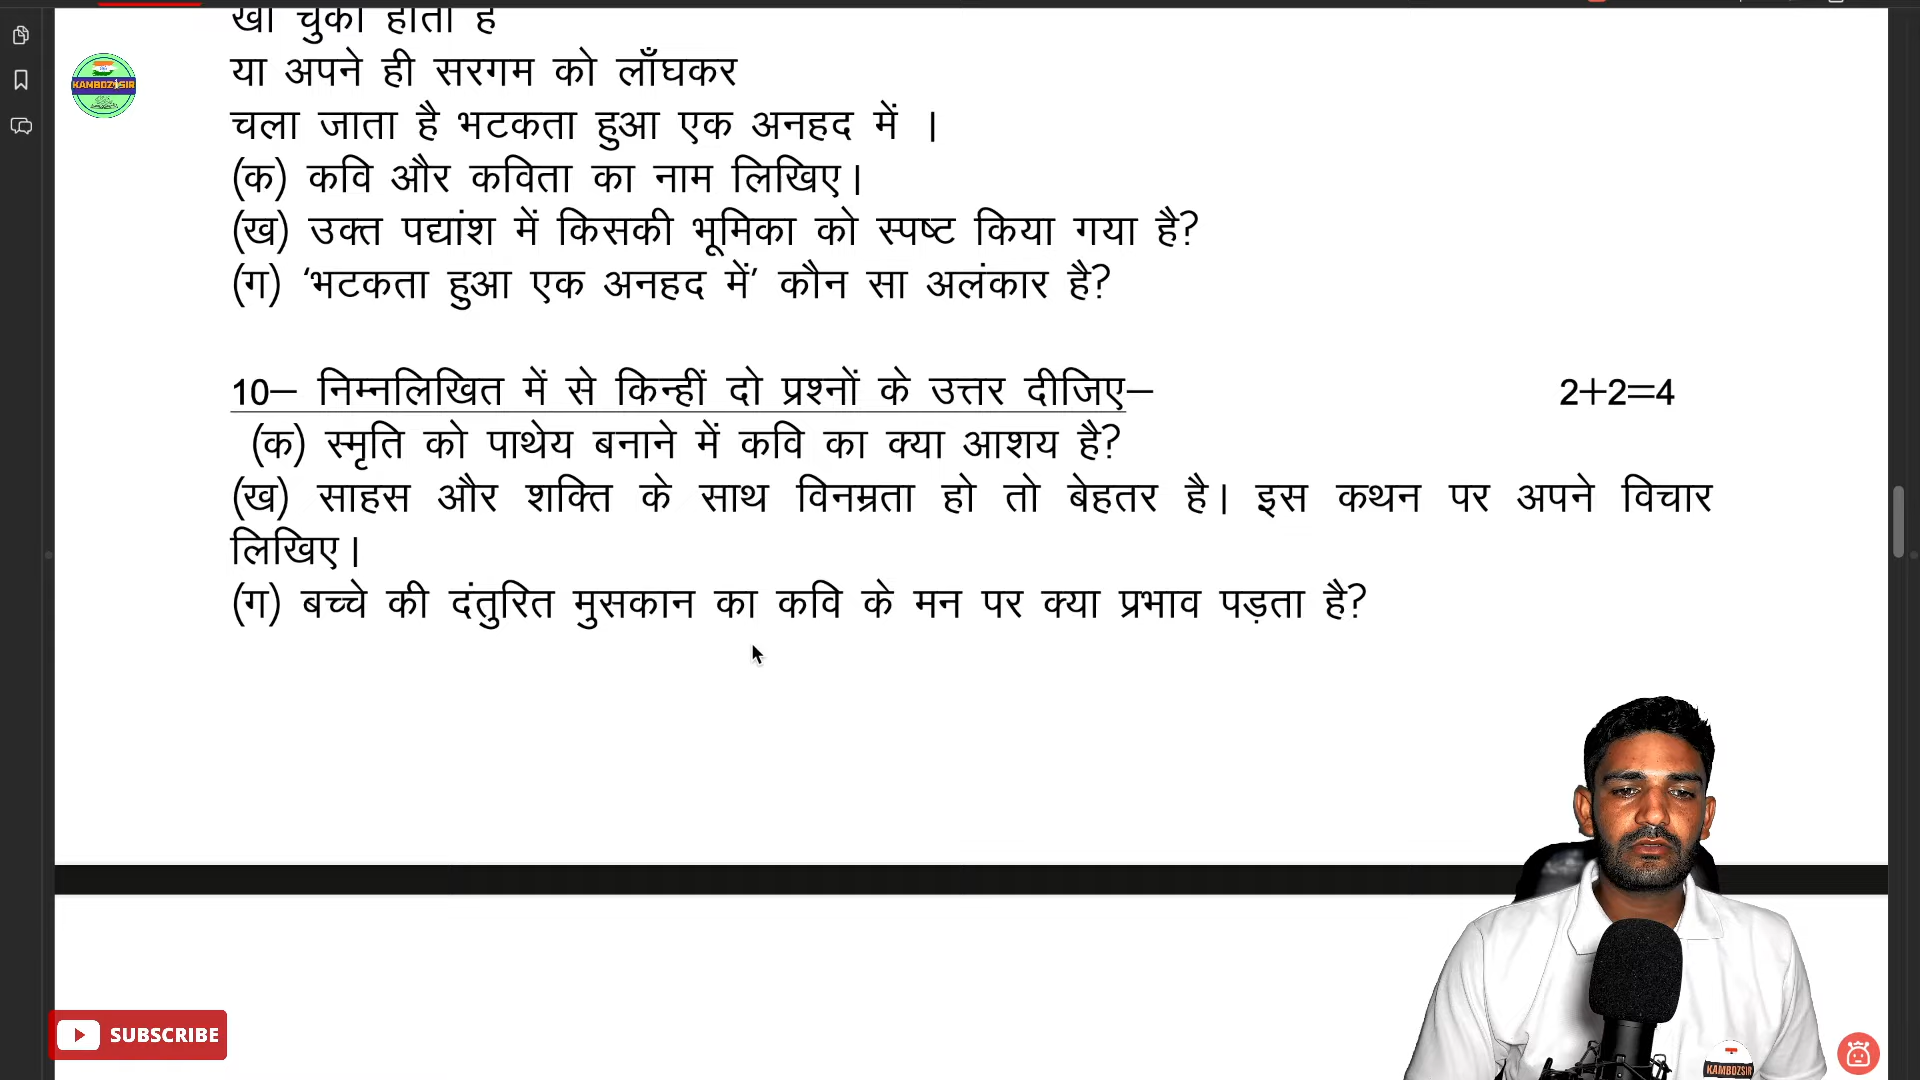 खो चुका होता है
या अपने ही सरगम को लाँघकर
चला जाता है भटकता हुआ एक अनहद में ।
(क) कवि और कविता का नाम लिखिए।
(ख) उक्त पद्यांश में किसकी भूमिका को स्पष्ट किया गया है?
(ग) ‘भटकता हुआ एक अनहद में’ कौन सा अलंकार है?
10– निम्नलिखित में से किन्हीं दो प्रश्नों के उत्तर दीजिए– 2+2=4
(क) स्मृति को पाथेय बनाने में कवि का क्या आशय है?
(ख) साहस और शक्ति के साथ विनम्रता हो तो बेहतर है। इस कथन पर अपने विचार
लिखिए।
(ग) बच्चे की दंतुरित मुसकान का कवि के मन पर क्या प्रभाव पड़ता है?
KAMBOZSIR
SUBSCRIBE
KAMBOZSIR